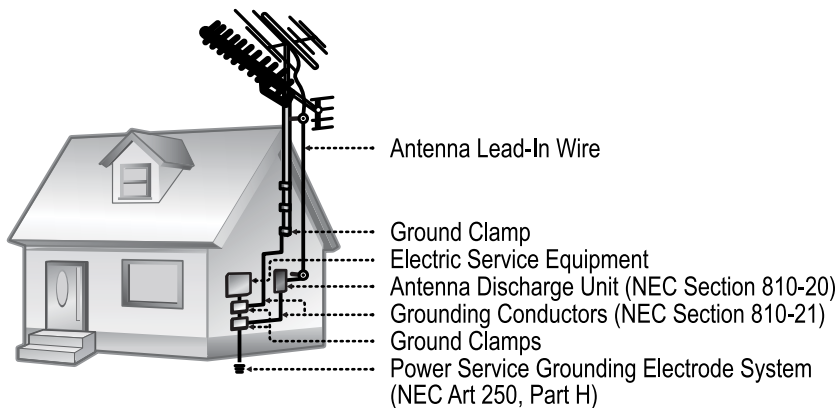 Antenna Lead-In Wire
Ground Clamp
Electric Service Equipment
Antenna Discharge Unit (NEC Section 810-20)
Grounding Conductors (NEC Section 810-21)
Ground Clamps
Power Service Grounding Electrode System
(NEC Art 250, Part H)